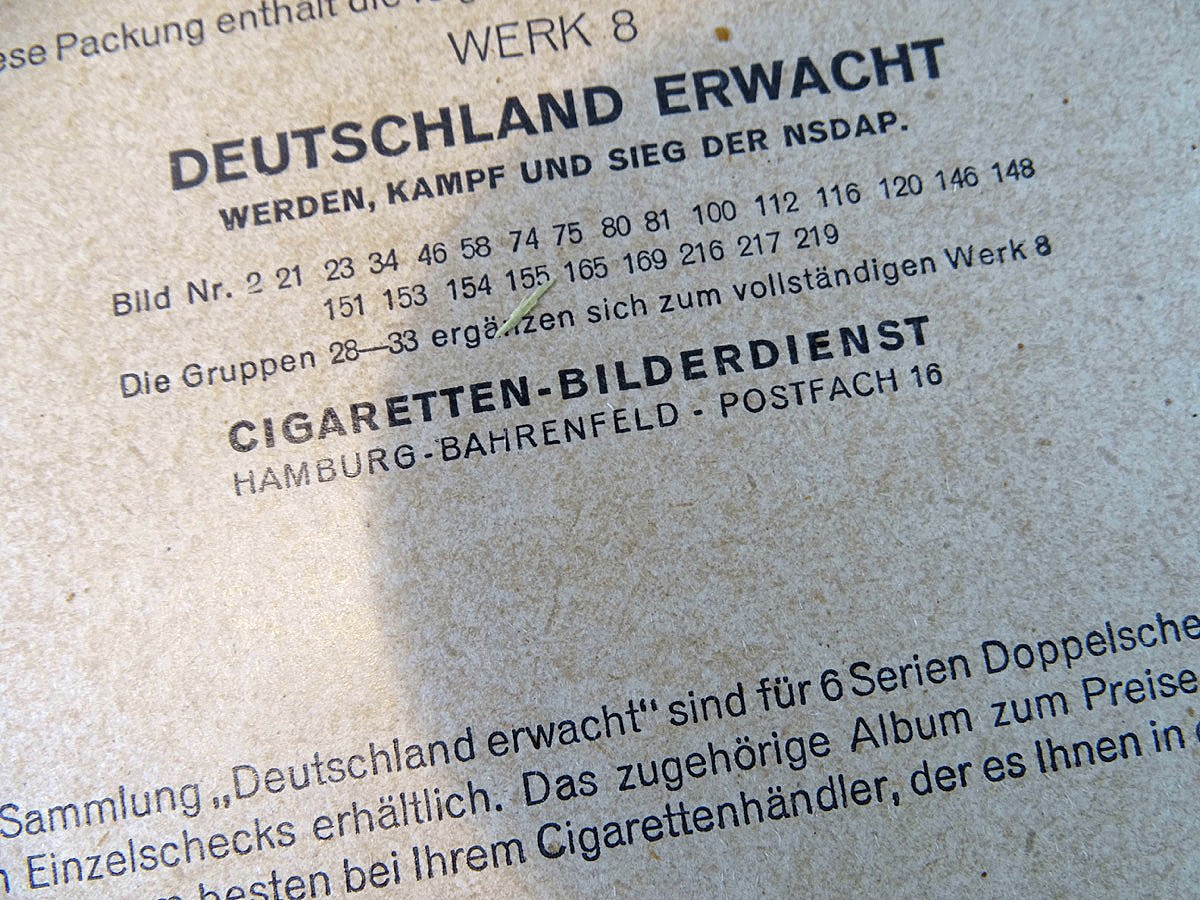 Packung enthält die
WERK 8
DEUTSCHLAND ERWACHT
WERDEN, KAMPF UND SIEG DER NSDAP.
Bild Nr. 2 21 23 34 46 58 74 75 80 81 100 112 116 120 146 148
151 153 154 155 165 169 216 217 219
Die Gruppen 28—33 ergänzen sich zum vollständigen Werk 8
CIGARETTEN-BILDERDIENST
HAMBURG-BAHRENFELD - POSTFACH 16
Sammlung „Deutschland erwacht“ sind für 6 Serien Doppelsche
Einzelschecks erhältlich. Das zugehörige Album zum Preise
besten bei Ihrem Cigarettenhändler, der es Ihnen in